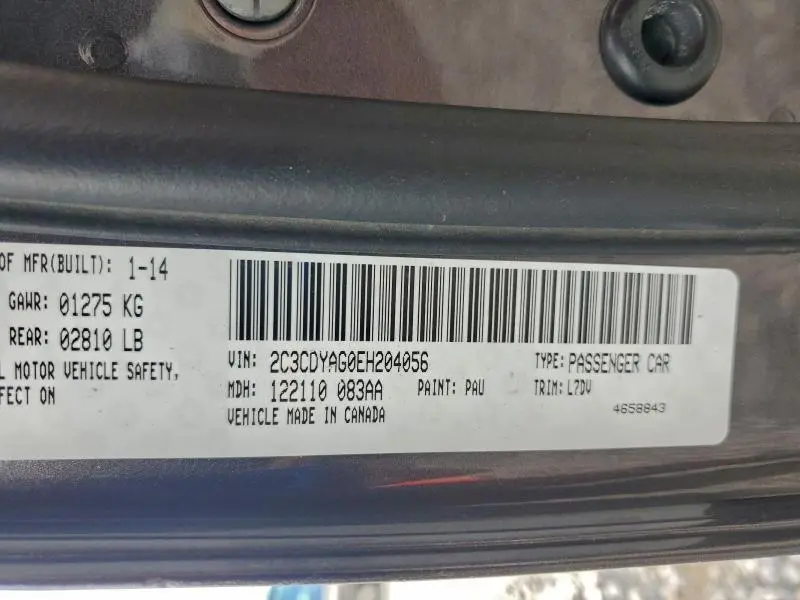 OF MFR(BUILT): 1-14
GAWR: 01275 KG
REAR: 02810 LB
MOTOR VEHICLE SAFETY,
ON
VIN: 2C3CDYAG0EH204056 TYPE: PASSENGER CAR
MDH: 122110 083AA PAINT: PAU TRIM: L7DV
VEHICLE MADE IN CANADA
4658843